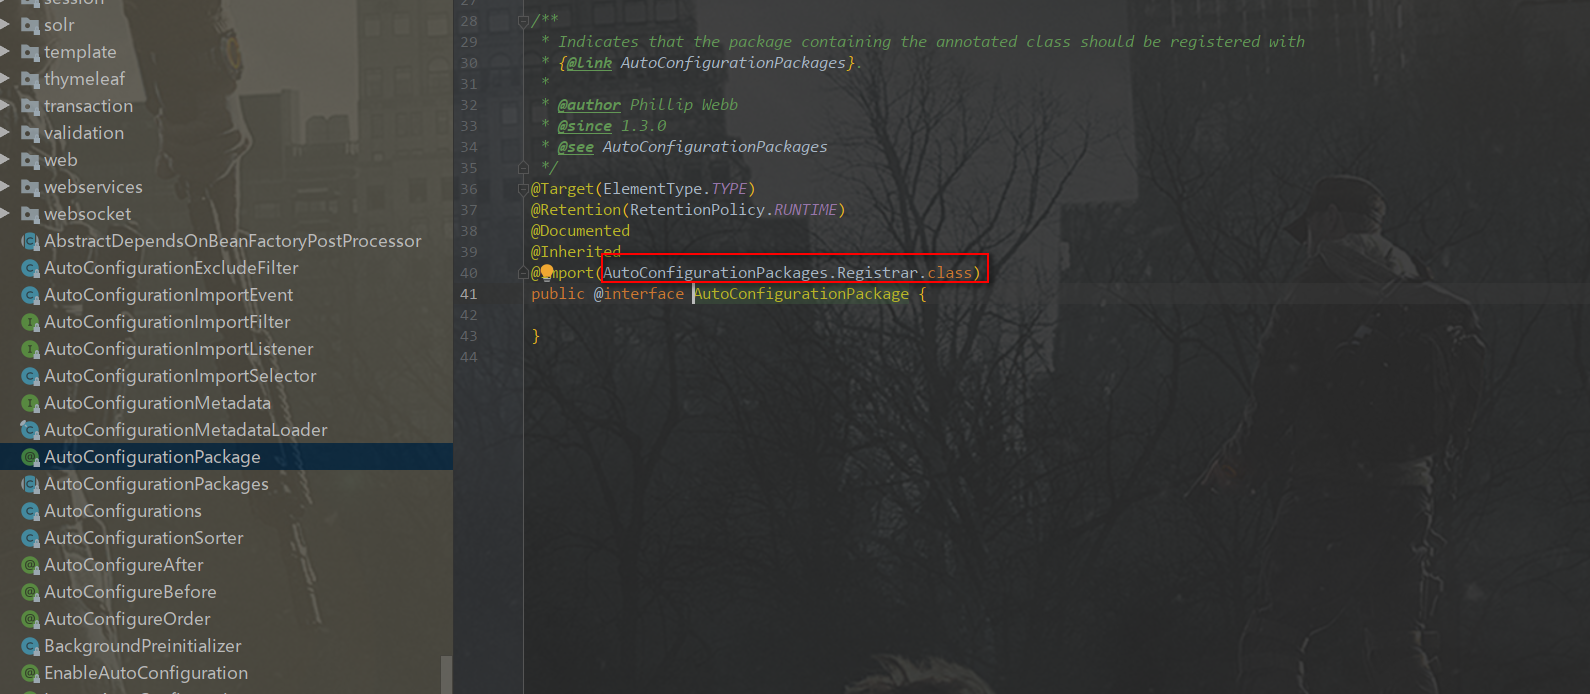 session
solr
template
thymeleaf
transaction
validation
web
webservices
websocket
AbstractDependsOnBeanFactoryPostProcessor
AutoConfigurationExcludeFilter
AutoConfigurationImportEvent
AutoConfigurationImportFilter
AutoConfigurationImportListener
AutoConfigurationImportSelector
AutoConfigurationMetadata
AutoConfigurationMetadataLoader
AutoConfigurationPackage
AutoConfigurationPackages
AutoConfigurations
AutoConfigurationSorter
AutoConfigureAfter
AutoConfigureBefore
AutoConfigureOrder
BackgroundPreinitializer
EnableAutoConfiguration
27
28 /**
29 * Indicates that the package containing the annotated class should be registered with
30 * {@link AutoConfigurationPackages}.
31 *
32 * @author Phillip Webb
33 * @since 1.3.0
34 * @see AutoConfigurationPackages
35 */
36 @Target(ElementType.TYPE)
37 @Retention(RetentionPolicy.RUNTIME)
38 @Documented
39 @Inherited
40 @Import(AutoConfigurationPackages.Registrar.class)
41 public @interface AutoConfigurationPackage {
42
43 }
44